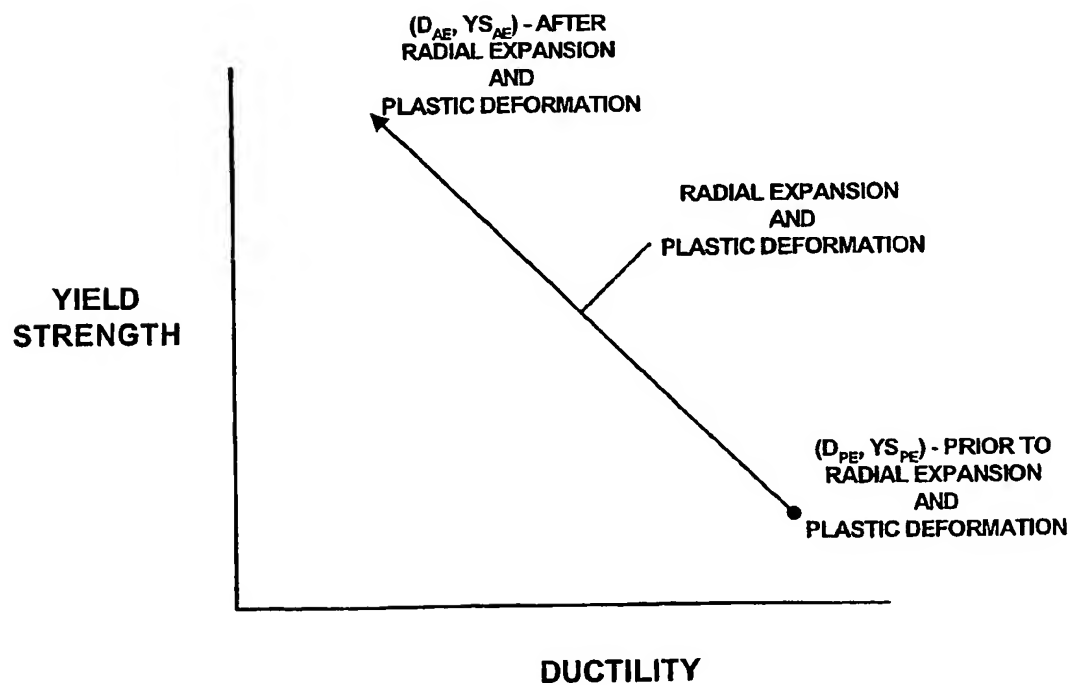 (D_AE, YS_AE) - AFTER
RADIAL EXPANSION
AND
PLASTIC DEFORMATION
RADIAL EXPANSION
AND
PLASTIC DEFORMATION
YIELD
STRENGTH
(D_PE, YS_PE) - PRIOR TO
RADIAL EXPANSION
AND
PLASTIC DEFORMATION
DUCTILITY